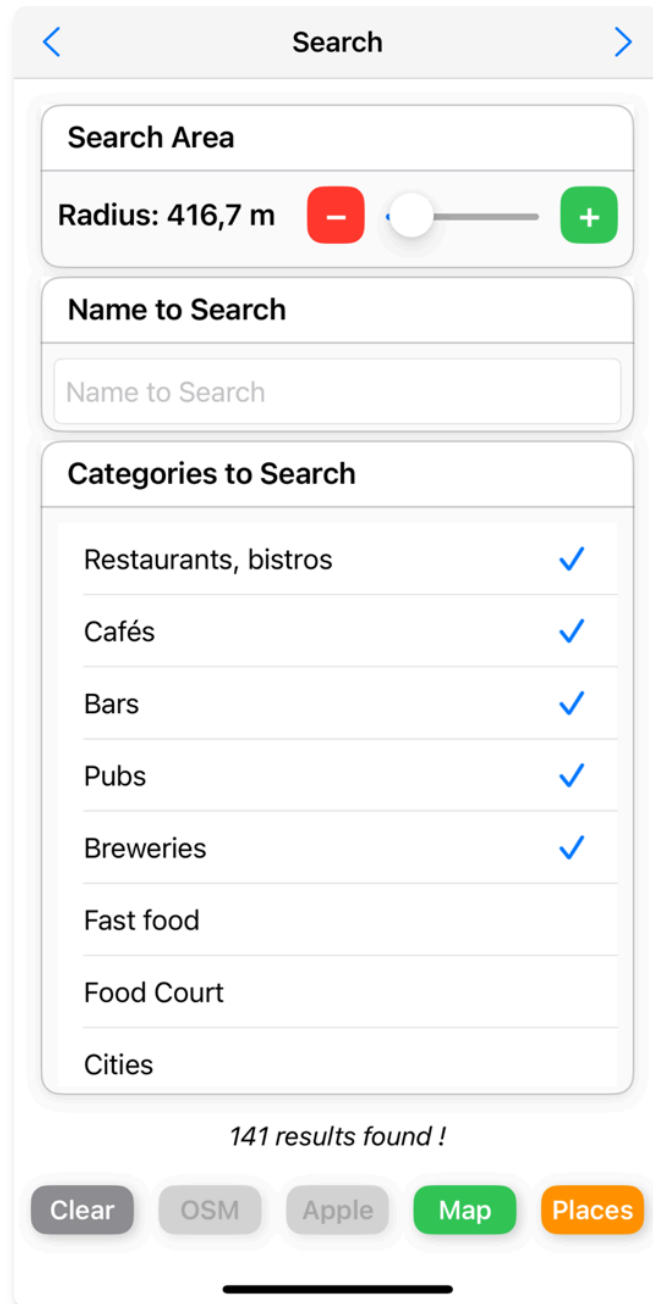 Search
Search Area
Radius: 416,7 m − +
Name to Search
Name to Search
Categories to Search
Restaurants, bistros
Cafés
Bars
Pubs
Breweries
Fast food
Food Court
Cities
141 results found !
Clear OSM Apple Map Places